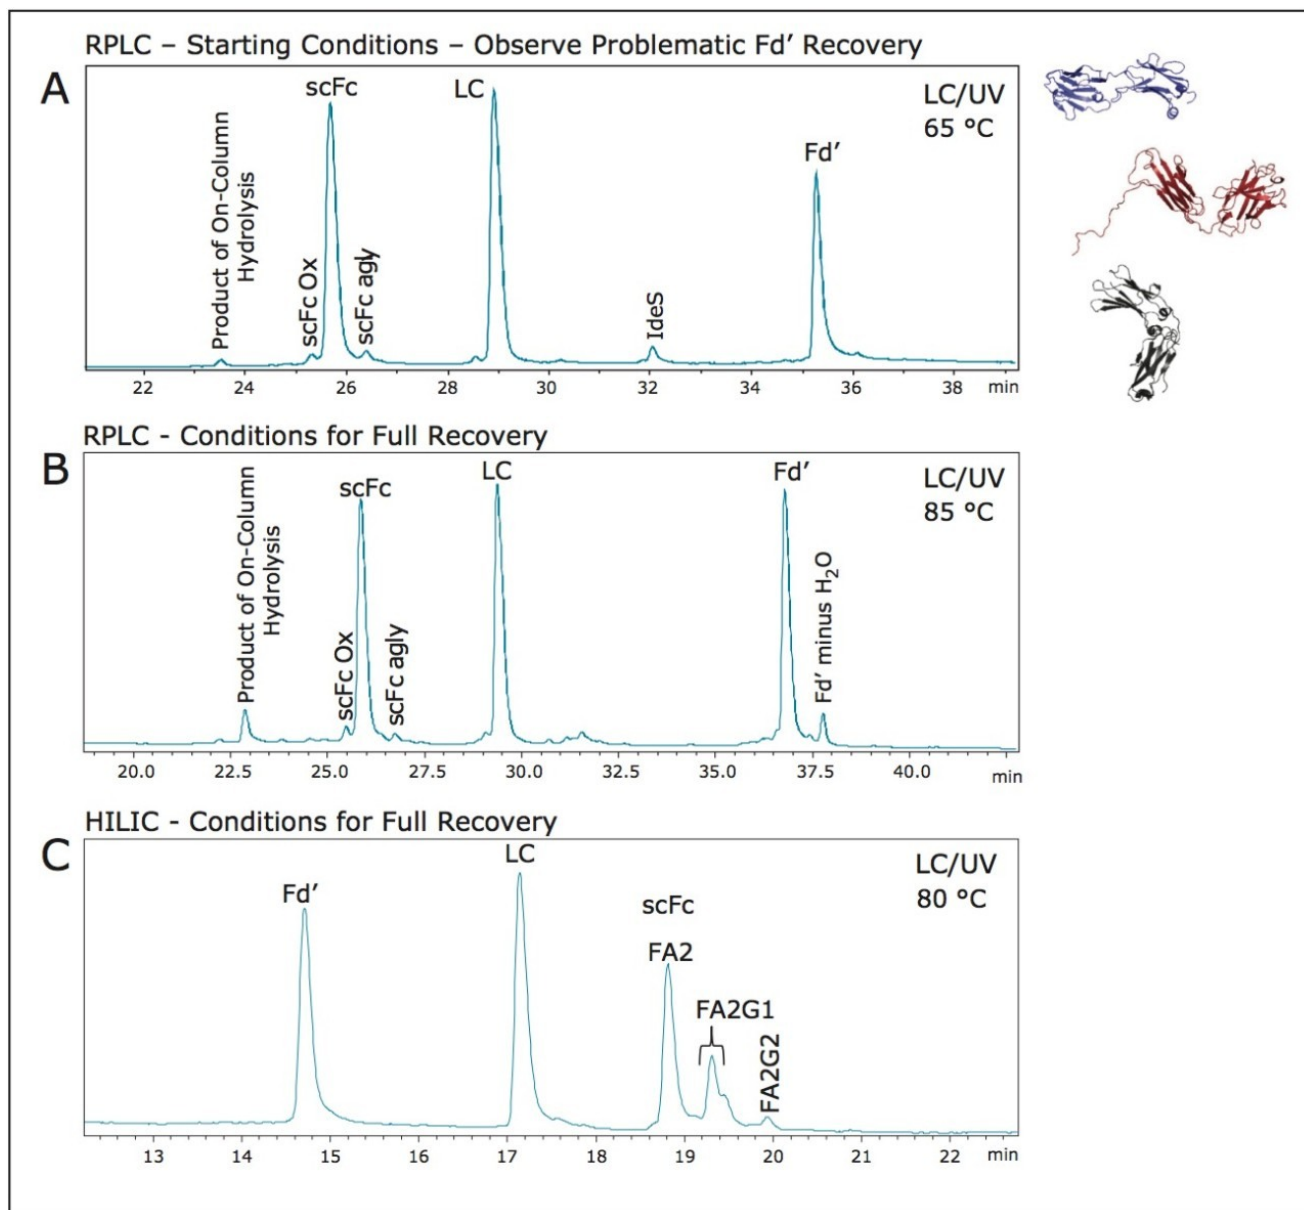 RPLC – Starting Conditions – Observe Problematic Fd′ Recovery
A
Product of On-Column
Hydrolysis
scFc Ox
scFc
scFc agly
LC
IdeS
Fd′
LC/UV
65 °C
22 24 26 28 30 32 34 36 38 min
RPLC - Conditions for Full Recovery
B
Product of On-Column
Hydrolysis
scFc Ox
scFc
scFc agly
LC
Fd′
Fd′ minus H₂O
LC/UV
85 °C
20.0 22.5 25.0 27.5 30.0 32.5 35.0 37.5 40.0 min
HILIC - Conditions for Full Recovery
C
Fd′
LC
scFc
FA2
FA2G1
FA2G2
LC/UV
80 °C
13 14 15 16 17 18 19 20 21 22 min